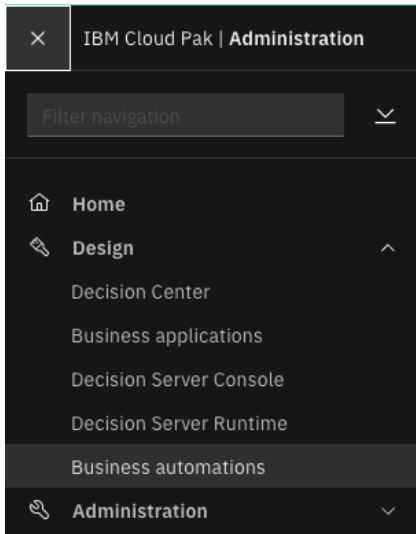 IBM Cloud Pak | Administration
Filter navigation
Home
Design
Decision Center
Business applications
Decision Server Console
Decision Server Runtime
Business automations
Administration